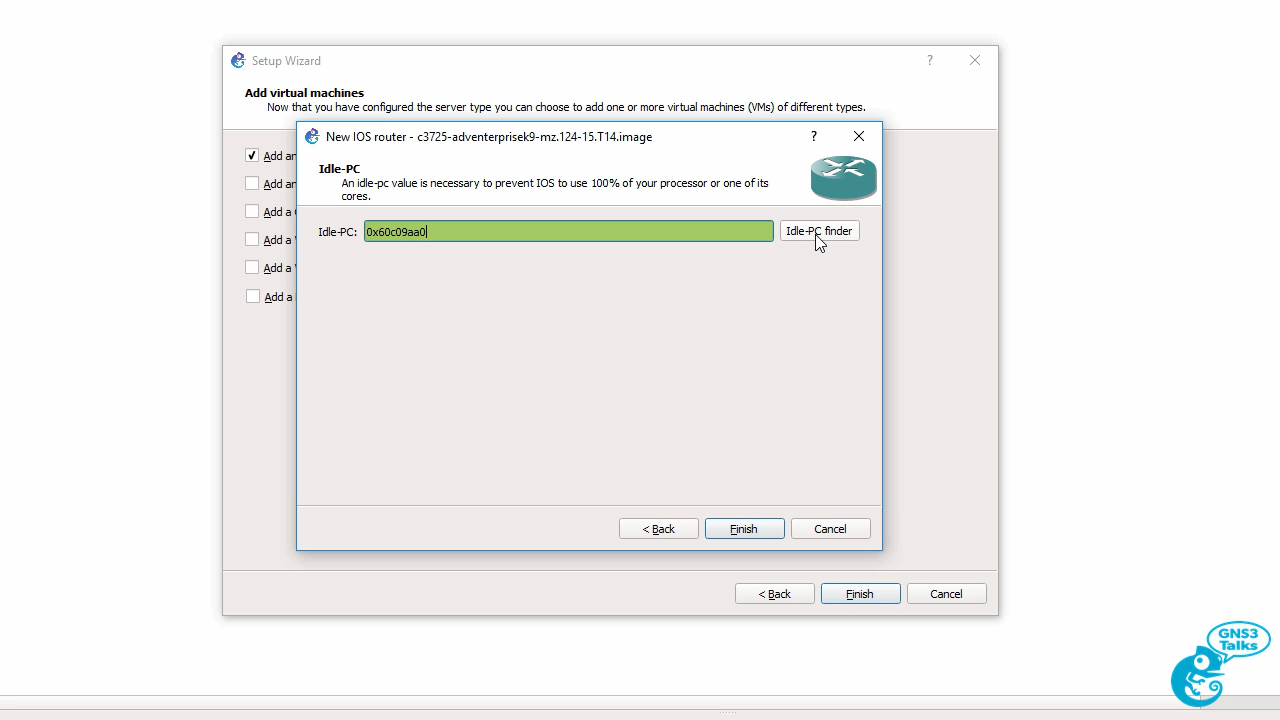 Setup Wizard
?
Add virtual machines
Now that you have configured the server type you can choose to add one or more virtual machines (VMs) of different types.
New IOS router - c3725-adventerprisek9-mz.124-15.T14.image
?
Idle-PC
An idle-pc value is necessary to prevent IOS to use 100% of your processor or one of its
cores.
Idle-PC: 0x60c09aa0 Idle-PC finder
Add an
Add an
Add a
Add a
Add a
Add a
< Back Finish Cancel
< Back Finish Cancel
GNS3
Talks